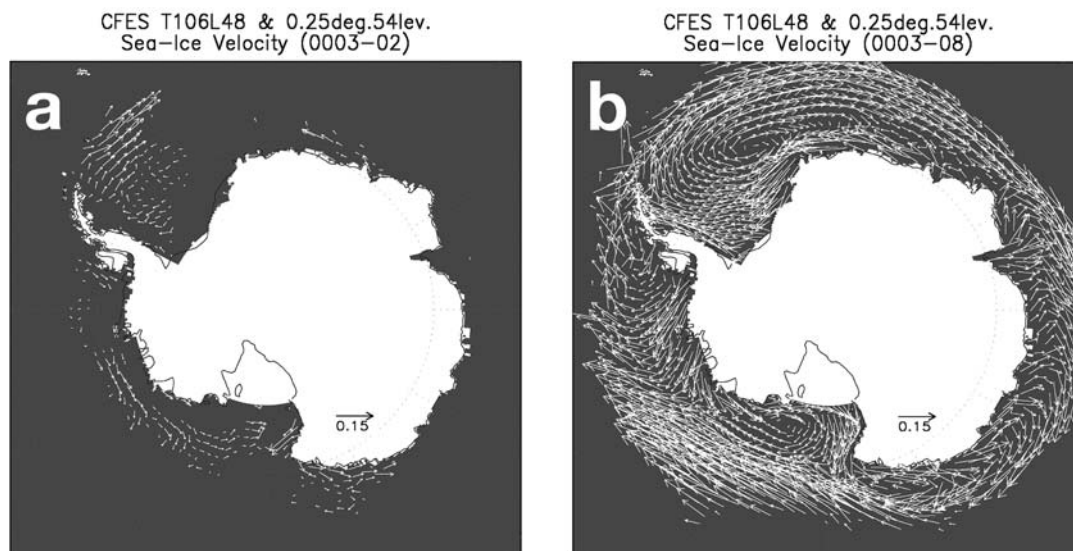 CFES T106L48 & 0.25deg.54lev.
Sea-Ice Velocity (0003-02)
a
0.15
CFES T106L48 & 0.25deg.54lev.
Sea-Ice Velocity (0003-08)
b
0.15